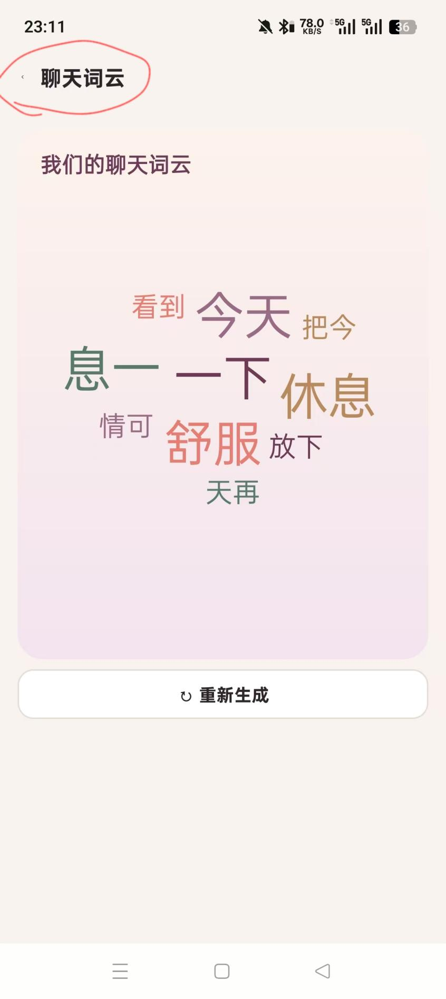 23:11 78.0 KB/S 5G 5G 36
‹ 聊天词云
我们的聊天词云
看到 今天 把今
息一 一下 休息
情可 舒服 放下
天再
↻ 重新生成